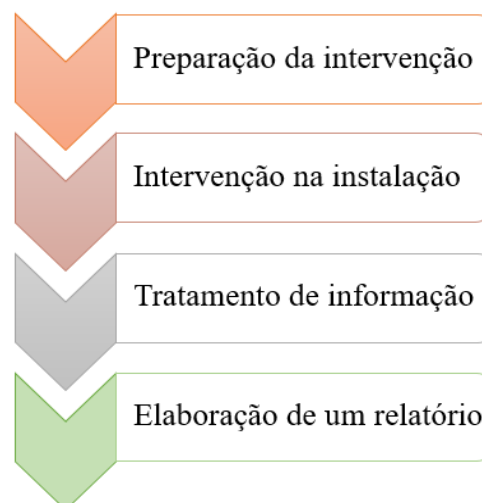 Preparação da intervenção
Intervenção na instalação
Tratamento de informação
Elaboração de um relatório